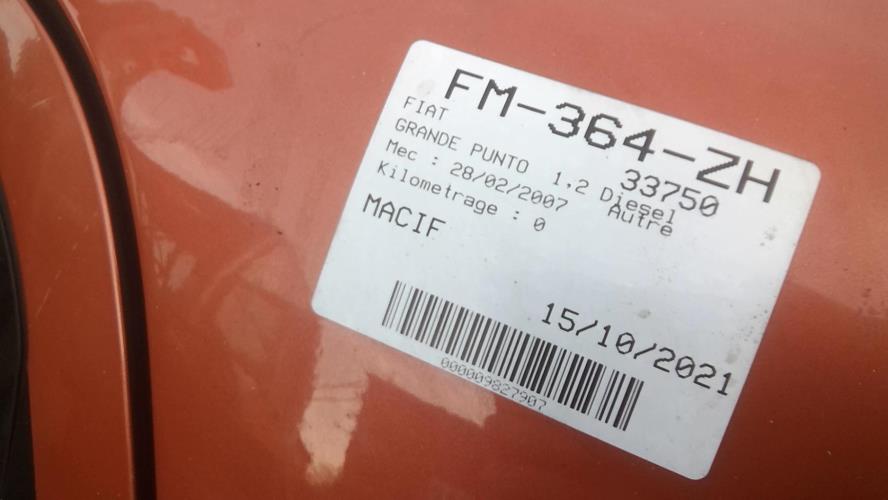 FM-364-ZH
FIAT 33750
GRANDE PUNTO 1,2 Diesel
Mec : 28/02/2007 Autre
Kilometrage : 0
MACIF
15/10/2021
000009827907